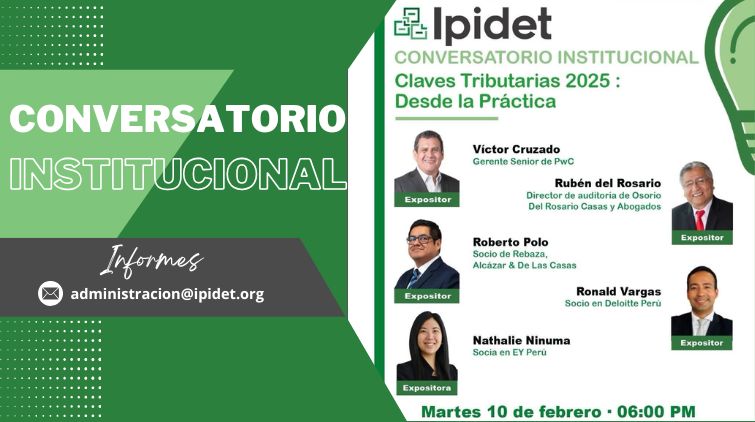 CONVERSATORIO
INSTITUCIONAL
Informes
administracion@ipidet.org
Ipidet
CONVERSATORIO INSTITUCIONAL
Claves Tributarias 2025 :
Desde la Práctica
Víctor Cruzado
Gerente Senior de PwC
Expositor
Rubén del Rosario
Director de auditoria de Osorio
Del Rosario Casas y Abogados
Expositor
Roberto Polo
Socio de Rebaza,
Alcázar & De Las Casas
Expositor
Ronald Vargas
Socio en Deloitte Perú
Expositor
Nathalie Ninuma
Socia en EY Perú
Expositora
Martes 10 de febrero · 06:00 PM